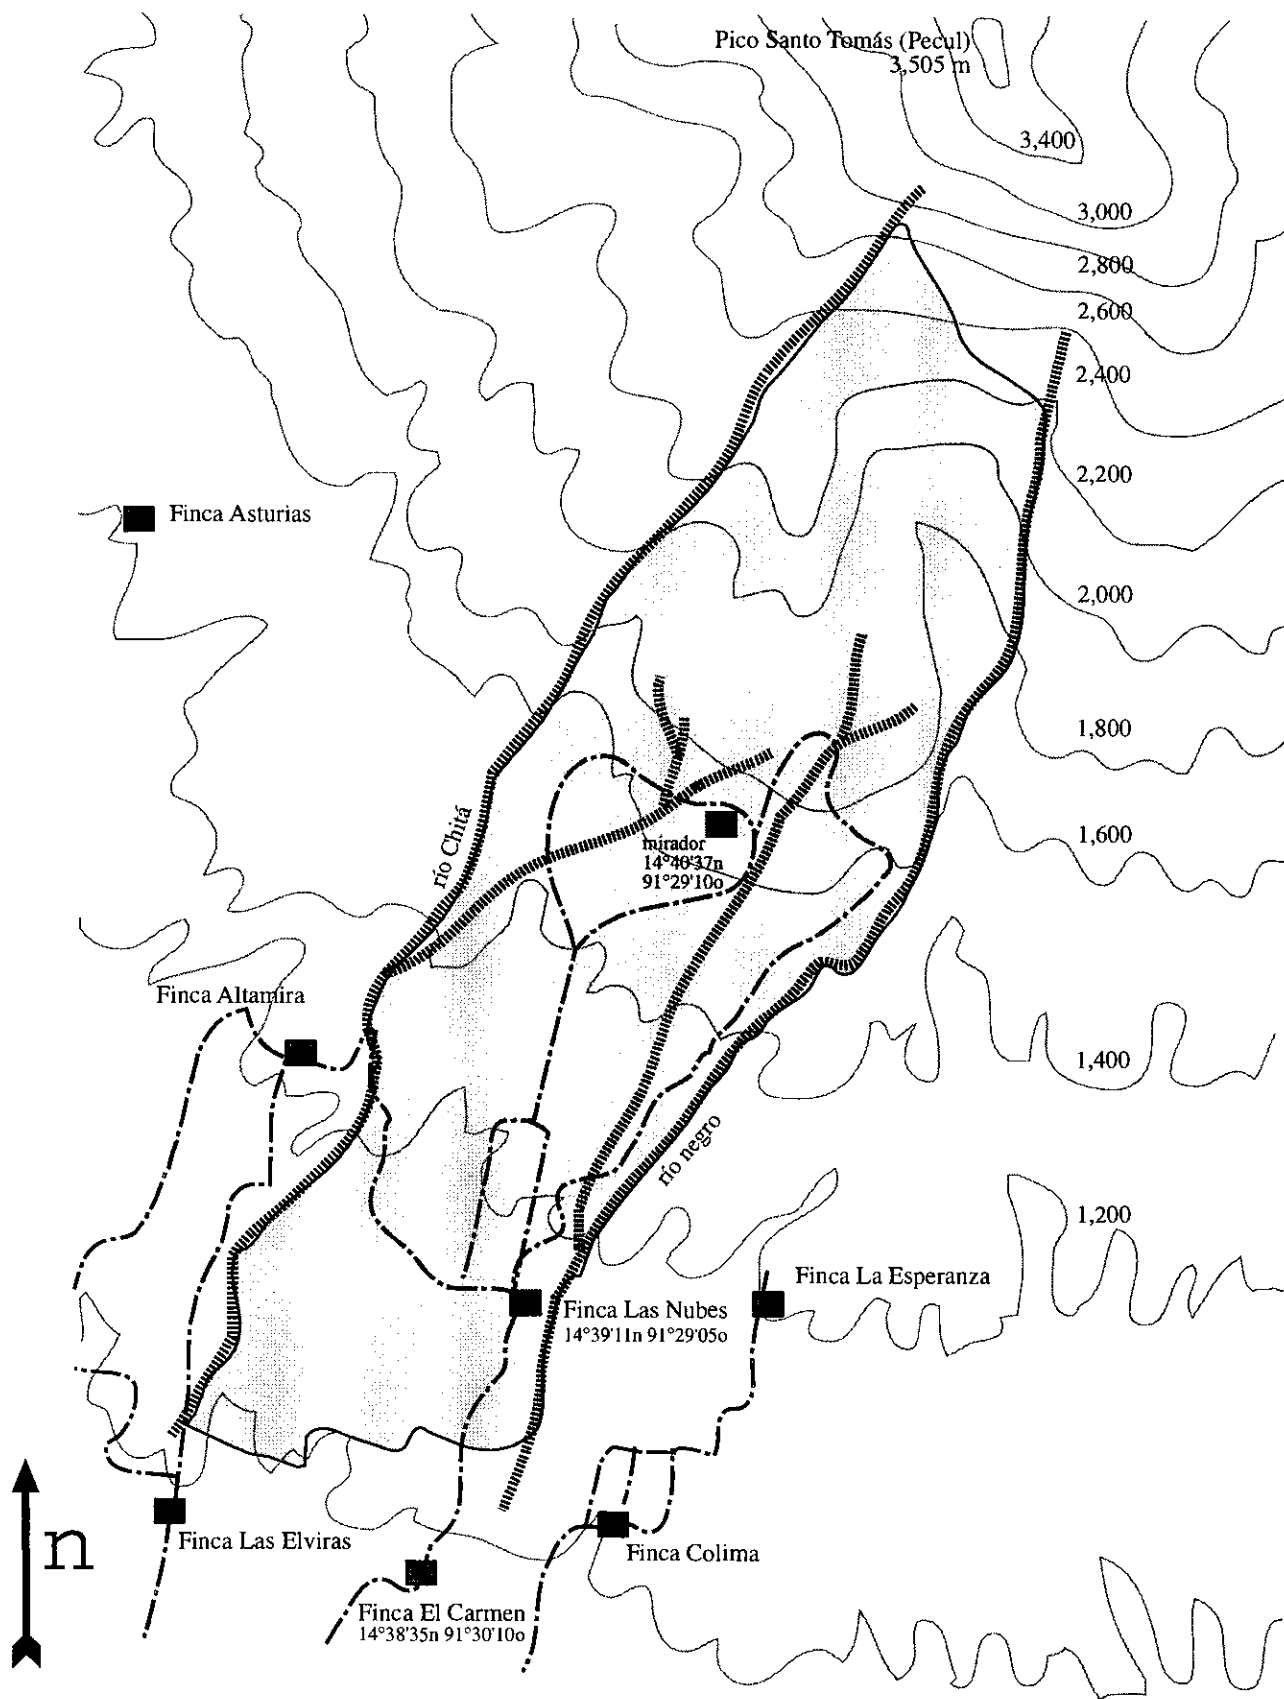 Pico Santo Tomás (Pecul)
3,505 m
3,400
3,000
2,800
2,600
2,400
2,200
Finca Asturias
2,000
1,800
río Chitá
1,600
mirador
14°40'37n
91°29'10o
Finca Altamira
1,400
río negro
1,200
Finca La Esperanza
Finca Las Nubes
14°39'11n 91°29'05o
n
Finca Las Elviras
Finca Colima
Finca El Carmen
14°38'35n 91°30'10o